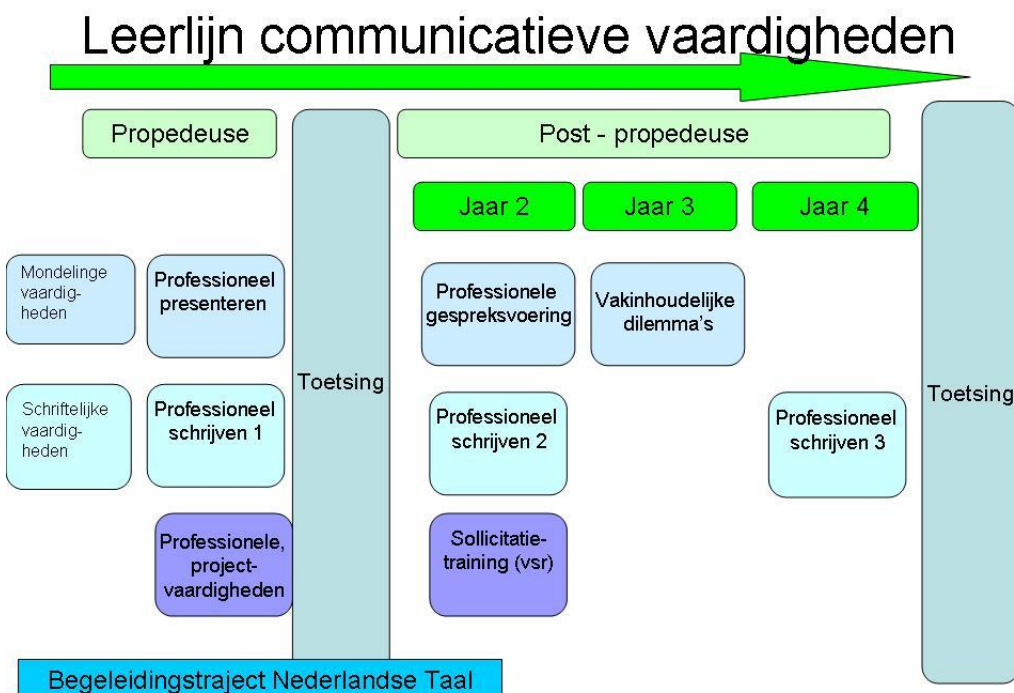 Leerlijn communicatieve vaardigheden
Propedeuse
Post - propedeuse
Jaar 2
Jaar 3
Jaar 4
Mondelinge
vaardig-
heden
Professioneel
presenteren
Professionele
gespreksvoering
Vakinhoudelijke
dilemma's
Toetsing
Toetsing
Schriftelijke
vaardig-
heden
Professioneel
schrijven 1
Professioneel
schrijven 2
Professioneel
schrijven 3
Professionele,
project-
vaardigheden
Sollicitatie-
training (vsr)
Begeleidingstraject Nederlandse Taal